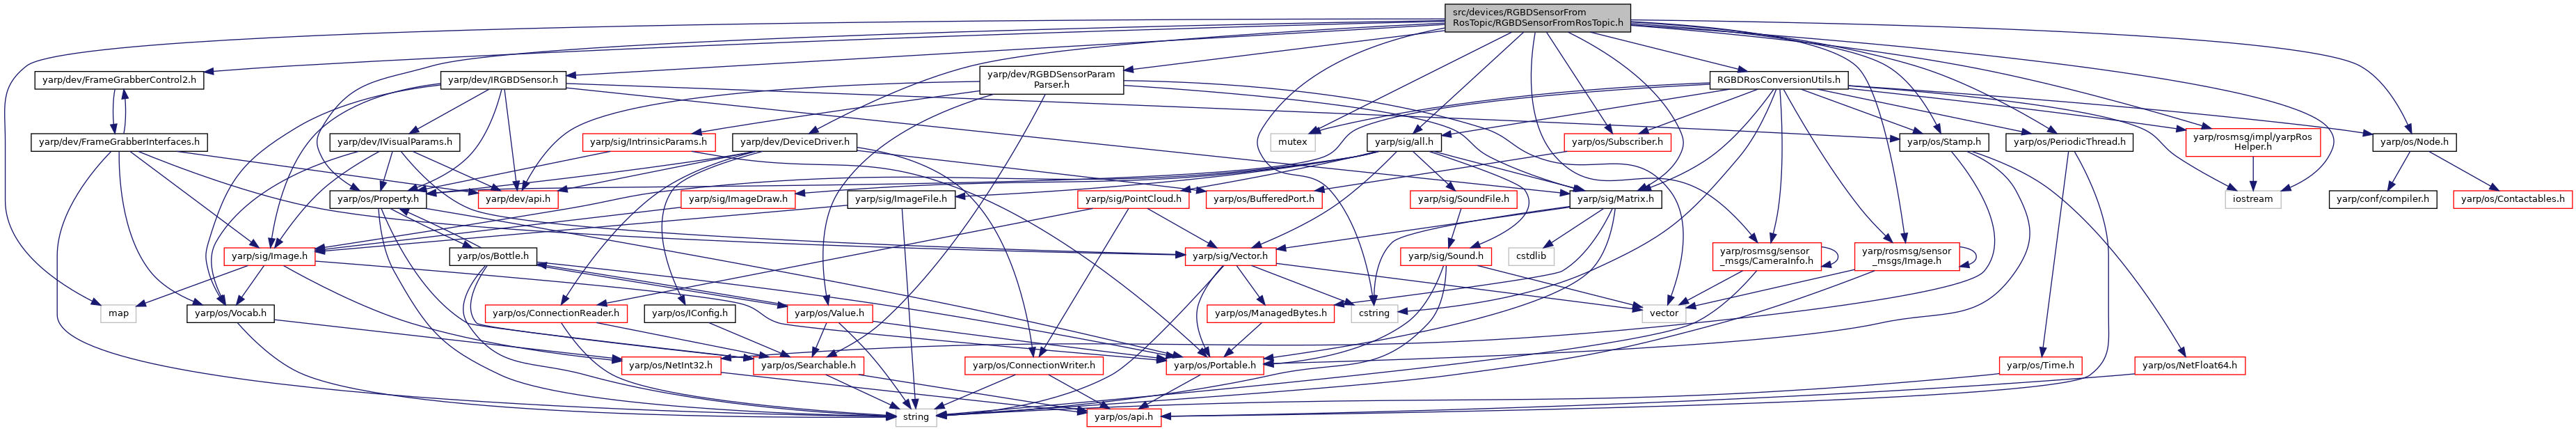 src/devices/RGBDSensorFrom
RosTopic/RGBDSensorFromRosTopic.h
yarp/dev/FrameGrabberControl2.h
yarp/dev/IRGBDSensor.h
yarp/dev/RGBDSensorParam
Parser.h
RGBDRosConversionUtils.h
yarp/dev/FrameGrabberInterfaces.h
yarp/dev/IVisualParams.h
yarp/sig/IntrinsicParams.h
yarp/dev/DeviceDriver.h
mutex
yarp/sig/all.h
yarp/os/Subscriber.h
yarp/os/Stamp.h
yarp/os/PeriodicThread.h
yarp/rosmsg/impl/yarpRos
Helper.h
yarp/os/Node.h
yarp/os/Property.h
yarp/dev/api.h
yarp/sig/ImageDraw.h
yarp/sig/ImageFile.h
yarp/sig/PointCloud.h
yarp/os/BufferedPort.h
yarp/sig/SoundFile.h
yarp/sig/Matrix.h
iostream
yarp/conf/compiler.h
yarp/os/Contactables.h
yarp/sig/Image.h
yarp/os/Bottle.h
yarp/sig/Vector.h
yarp/sig/Sound.h
cstdlib
yarp/rosmsg/sensor
_msgs/CameraInfo.h
yarp/rosmsg/sensor
_msgs/Image.h
map
yarp/os/Vocab.h
yarp/os/ConnectionReader.h
yarp/os/IConfig.h
yarp/os/Value.h
yarp/os/ManagedBytes.h
cstring
vector
yarp/os/NetInt32.h
yarp/os/Searchable.h
yarp/os/ConnectionWriter.h
yarp/os/Portable.h
yarp/os/Time.h
yarp/os/NetFloat64.h
string
yarp/os/api.h